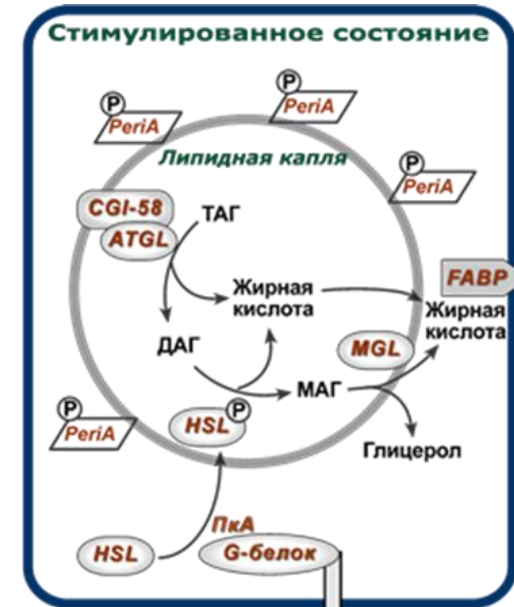 Стимулированное состояние
P
PeriA
P
PeriA
Липидная капля
P
PeriA
CGI-58
ATGL
ТАГ
FABP
Жирная
кислота
Жирная
кислота
ДАГ
MGL
МАГ
P
PeriA
HSL
P
Глицерол
ПкА
HSL
G-белок